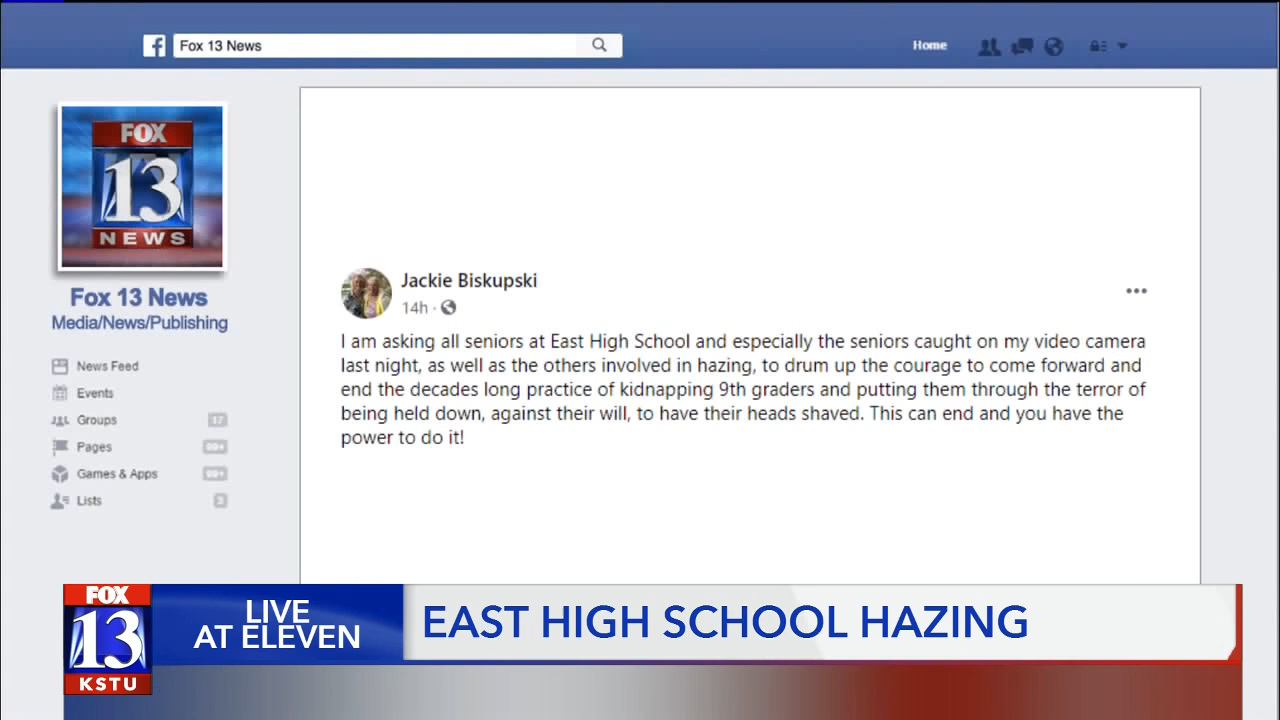 Fox 13 News
Home
FOX
13
NEWS
Fox 13 News
Media/News/Publishing
News Feed
Events
Groups 17
Pages 99+
Games & Apps 99+
Lists 3
Jackie Biskupski
14h ·
I am asking all seniors at East High School and especially the seniors caught on my video camera
last night, as well as the others involved in hazing, to drum up the courage to come forward and
end the decades long practice of kidnapping 9th graders and putting them through the terror of
being held down, against their will, to have their heads shaved. This can end and you have the
power to do it!
FOX
13
KSTU
LIVE
AT ELEVEN
EAST HIGH SCHOOL HAZING